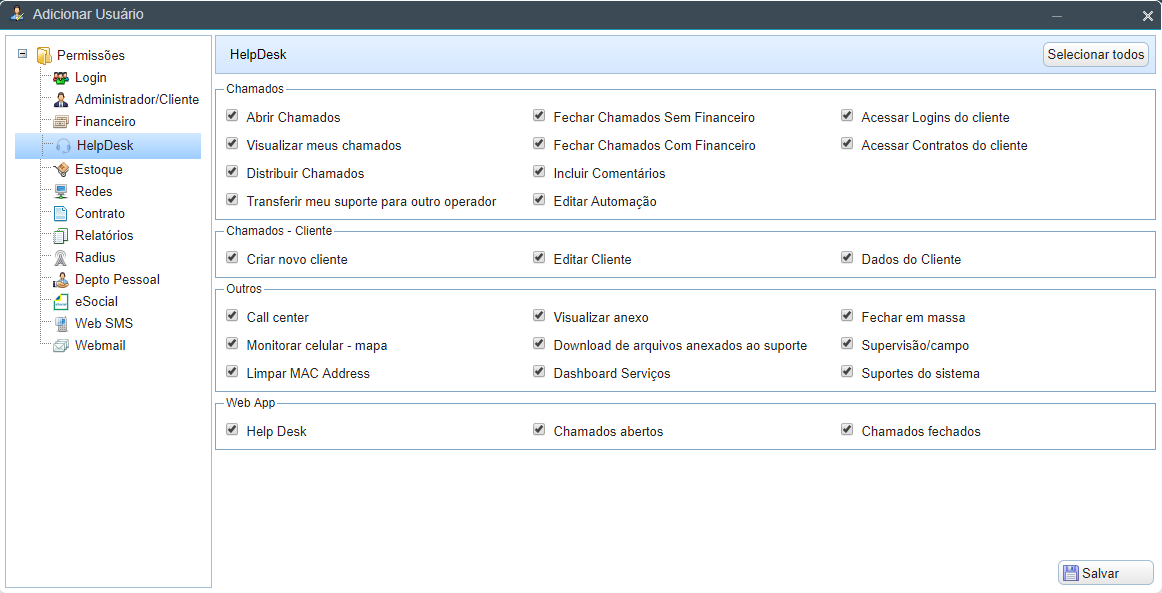 Adicionar Usuário
Permissões
Login
Administrador/Cliente
Financeiro
HelpDesk
Estoque
Redes
Contrato
Relatórios
Radius
Depto Pessoal
eSocial
Web SMS
Webmail
HelpDesk
Selecionar todos
Chamados
Abrir Chamados
Fechar Chamados Sem Financeiro
Acessar Logins do cliente
Visualizar meus chamados
Fechar Chamados Com Financeiro
Acessar Contratos do cliente
Distribuir Chamados
Incluir Comentários
Transferir meu suporte para outro operador
Editar Automação
Chamados - Cliente
Criar novo cliente
Editar Cliente
Dados do Cliente
Outros
Call center
Visualizar anexo
Fechar em massa
Monitorar celular - mapa
Download de arquivos anexados ao suporte
Supervisão/campo
Limpar MAC Address
Dashboard Serviços
Suportes do sistema
Web App
Help Desk
Chamados abertos
Chamados fechados
Salvar